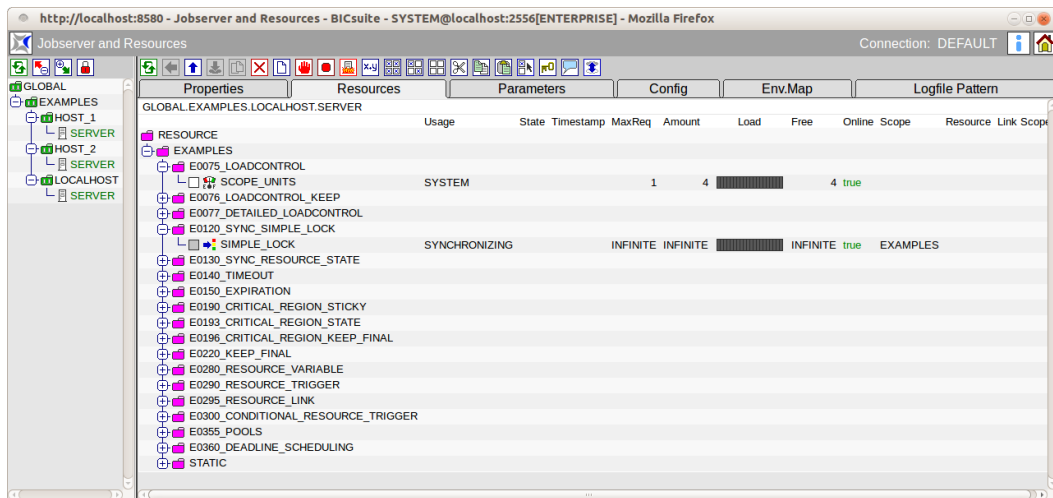 http://localhost:8580 - Jobserver and Resources - BICsuite - SYSTEM@localhost:2556[ENTERPRISE] - Mozilla Firefox
Jobserver and Resources Connection: DEFAULT
GLOBAL
EXAMPLES
HOST_1
SERVER
HOST_2
SERVER
LOCALHOST
SERVER
Properties Resources Parameters Config Env.Map Logfile Pattern
GLOBAL.EXAMPLES.LOCALHOST.SERVER
Usage State Timestamp MaxReq Amount Load Free Online Scope Resource Link Scope
RESOURCE
EXAMPLES
E0075_LOADCONTROL
SCOPE_UNITS SYSTEM 1 4 4 true
E0076_LOADCONTROL_KEEP
E0077_DETAILED_LOADCONTROL
E0120_SYNC_SIMPLE_LOCK
SIMPLE_LOCK SYNCHRONIZING INFINITE INFINITE INFINITE true EXAMPLES
E0130_SYNC_RESOURCE_STATE
E0140_TIMEOUT
E0150_EXPIRATION
E0190_CRITICAL_REGION_STICKY
E0193_CRITICAL_REGION_STATE
E0196_CRITICAL_REGION_KEEP_FINAL
E0220_KEEP_FINAL
E0280_RESOURCE_VARIABLE
E0290_RESOURCE_TRIGGER
E0295_RESOURCE_LINK
E0300_CONDITIONAL_RESOURCE_TRIGGER
E0355_POOLS
E0360_DEADLINE_SCHEDULING
STATIC